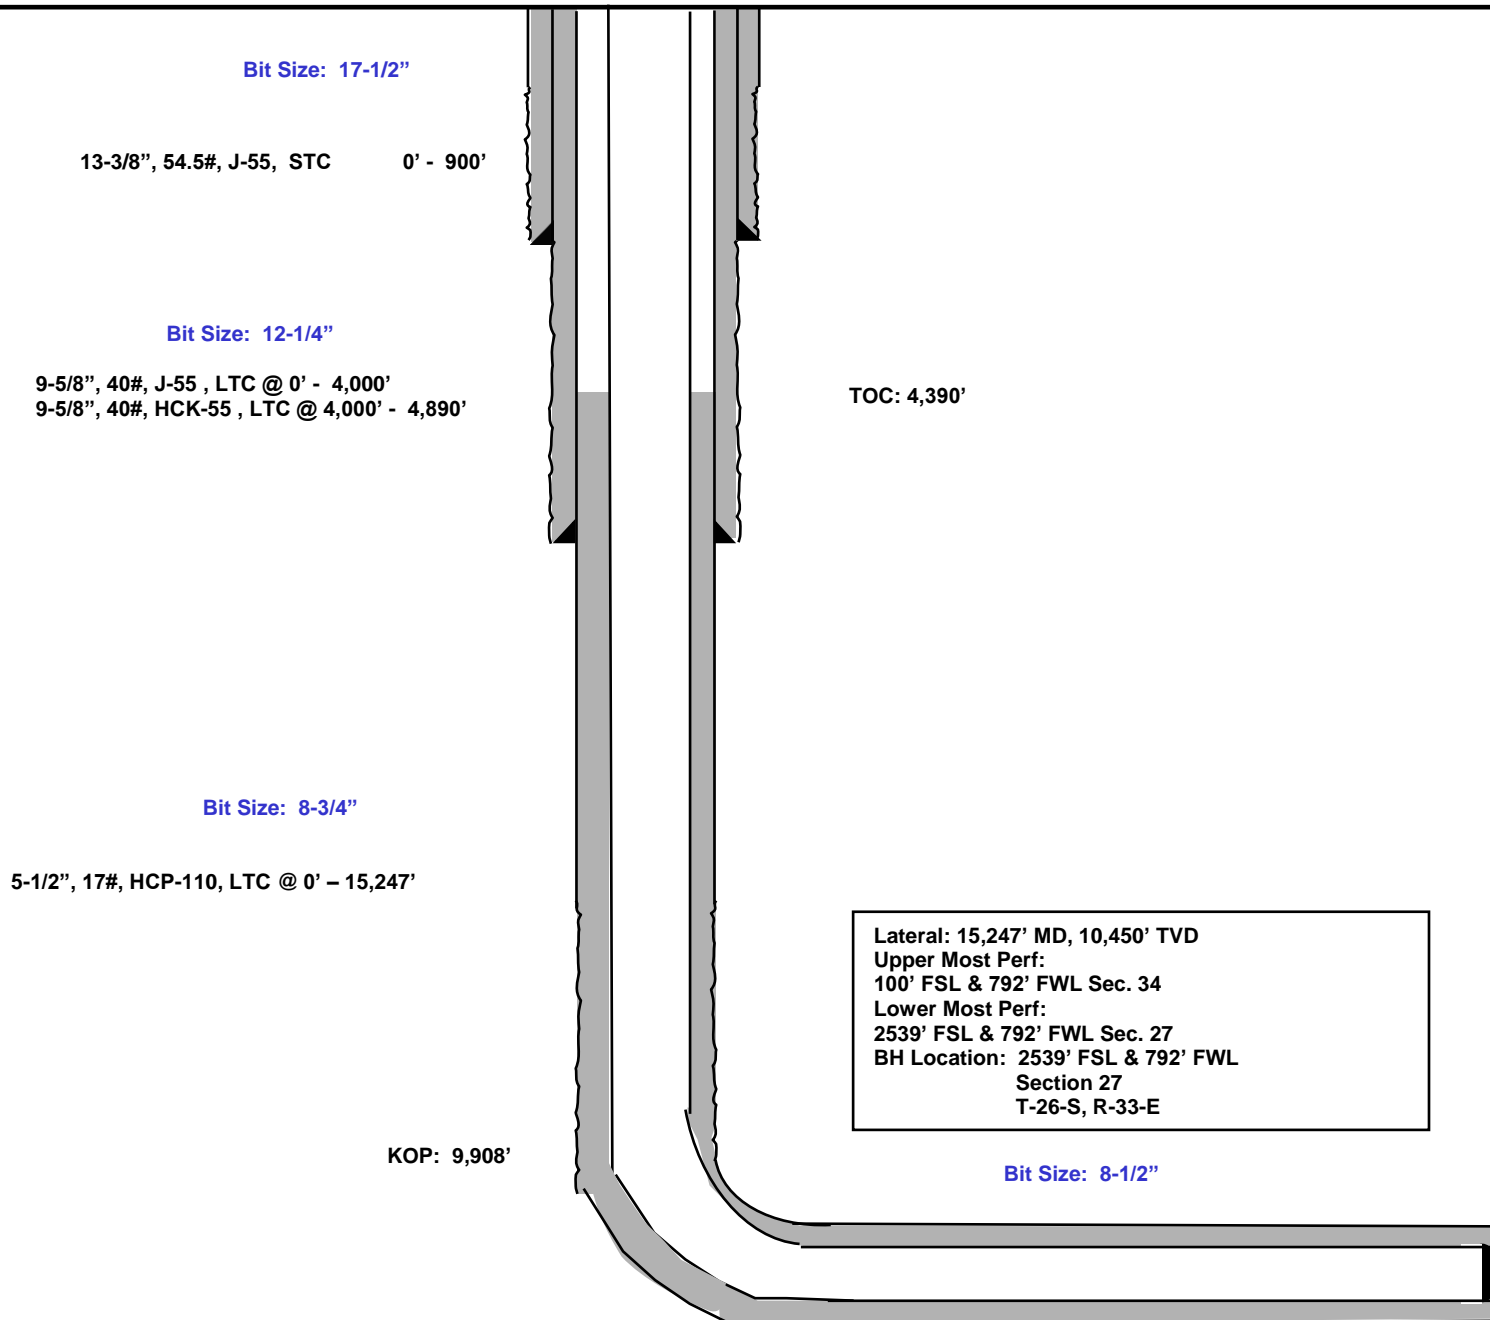 Bit Size: 17-1/2”
13-3/8”, 54.5#, J-55, STC 0’ - 900’
Bit Size: 12-1/4”
9-5/8”, 40#, J-55 , LTC @ 0’ - 4,000’
9-5/8”, 40#, HCK-55 , LTC @ 4,000’ - 4,890’
TOC: 4,390’
Bit Size: 8-3/4”
5-1/2”, 17#, HCP-110, LTC @ 0’ – 15,247’
Lateral: 15,247’ MD, 10,450’ TVD
Upper Most Perf:
100’ FSL & 792’ FWL Sec. 34
Lower Most Perf:
2539’ FSL & 792’ FWL Sec. 27
BH Location: 2539’ FSL & 792’ FWL
Section 27
T-26-S, R-33-E
KOP: 9,908’
Bit Size: 8-1/2”